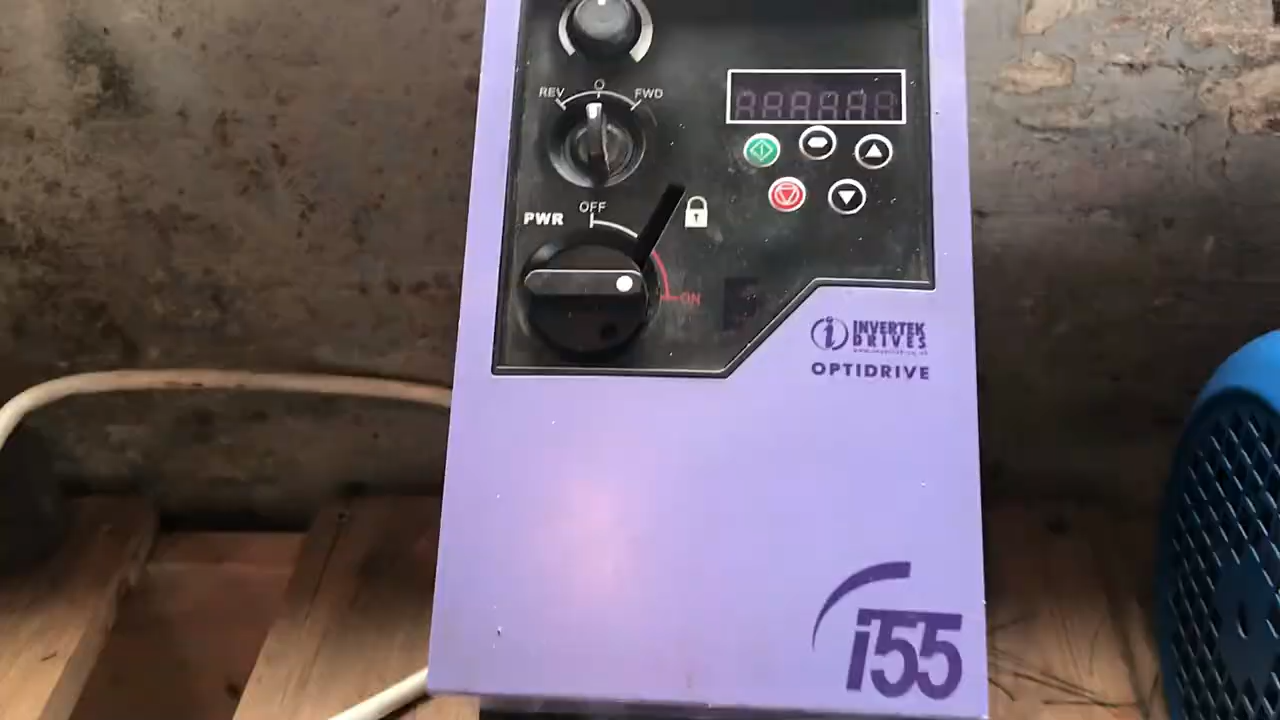 REV O FWD
OFF
PWR
ON
INVERTEK
DRIVES
OPTIDRIVE
i55